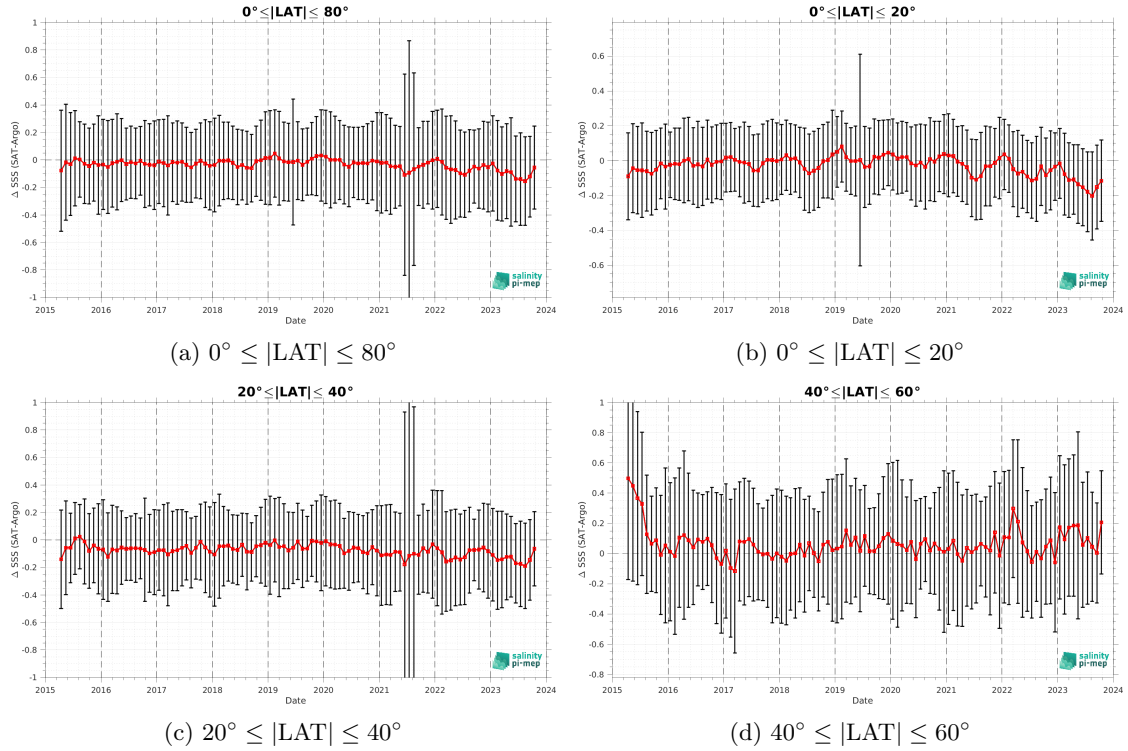 0°≤|LAT|≤ 80°
Δ SSS (SAT-Argo)
1
0.8
0.6
0.4
0.2
0
-0.2
-0.4
-0.6
-0.8
-1
2015 2016 2017 2018 2019 2020 2021 2022 2023 2024
Date
salinity
pi-mep
(a) 0° ≤ |LAT| ≤ 80°
0°≤|LAT|≤ 20°
Δ SSS (SAT-Argo)
0.6
0.4
0.2
0
-0.2
-0.4
-0.6
2015 2016 2017 2018 2019 2020 2021 2022 2023 2024
Date
salinity
pi-mep
(b) 0° ≤ |LAT| ≤ 20°
20°≤|LAT|≤ 40°
Δ SSS (SAT-Argo)
1
0.8
0.6
0.4
0.2
0
-0.2
-0.4
-0.6
-0.8
-1
2015 2016 2017 2018 2019 2020 2021 2022 2023 2024
Date
salinity
pi-mep
(c) 20° ≤ |LAT| ≤ 40°
40°≤|LAT|≤ 60°
Δ SSS (SAT-Argo)
1
0.8
0.6
0.4
0.2
0
-0.2
-0.4
-0.6
-0.8
2015 2016 2017 2018 2019 2020 2021 2022 2023 2024
Date
salinity
pi-mep
(d) 40° ≤ |LAT| ≤ 60°